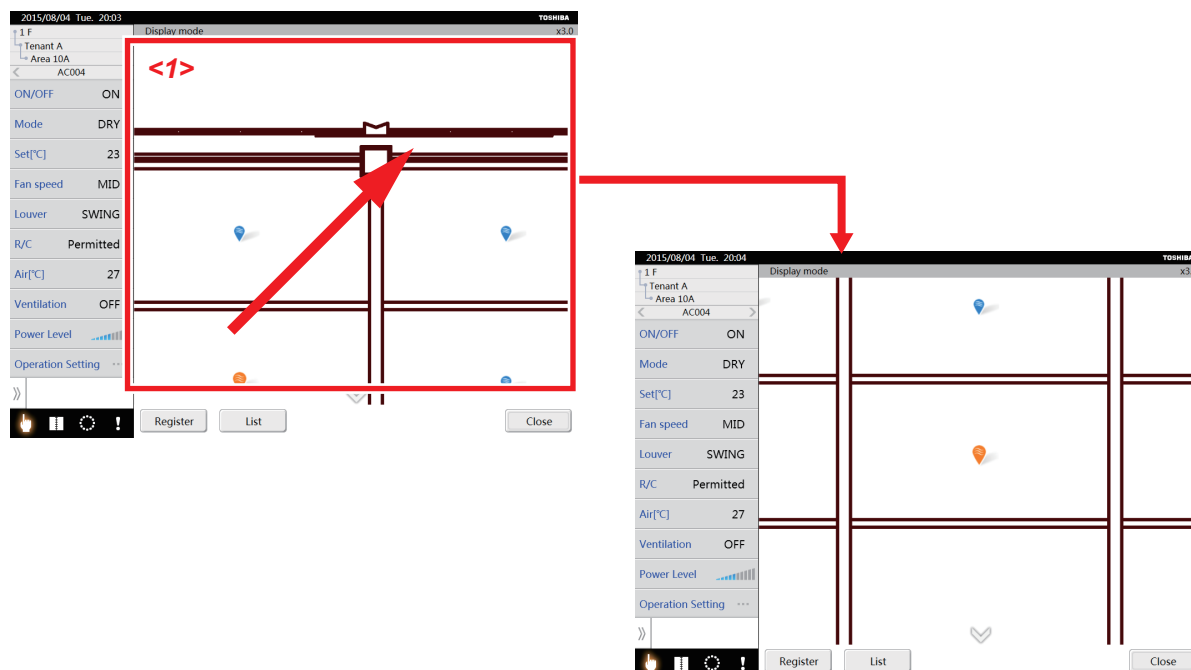 2015/08/04 Tue. 20:03
TOSHIBA
1 F
Tenant A
Area 10A
AC004
Display mode
x3.0
<1>
ON/OFF ON
Mode DRY
Set[℃] 23
Fan speed MID
Louver SWING
R/C Permitted
Air[℃] 27
Ventilation OFF
Power Level
Operation Setting ...
Register
List
Close
2015/08/04 Tue. 20:04
TOSHIBA
1 F
Tenant A
Area 10A
AC004
Display mode
x3.
ON/OFF ON
Mode DRY
Set[℃] 23
Fan speed MID
Louver SWING
R/C Permitted
Air[℃] 27
Ventilation OFF
Power Level
Operation Setting ...
Register
List
Close